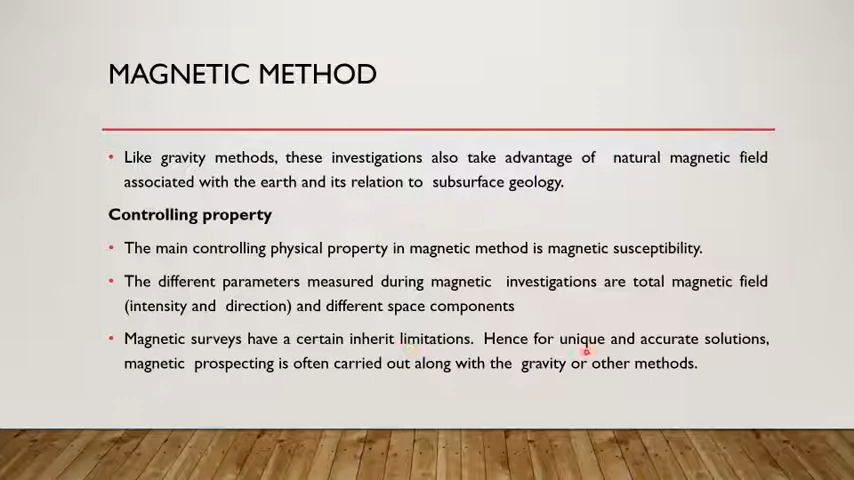 MAGNETIC METHOD
• Like gravity methods, these investigations also take advantage of natural magnetic field
associated with the earth and its relation to subsurface geology.
Controlling property
• The main controlling physical property in magnetic method is magnetic susceptibility.
• The different parameters measured during magnetic investigations are total magnetic field
(intensity and direction) and different space components
• Magnetic surveys have a certain inherit limitations. Hence for unique and accurate solutions,
magnetic prospecting is often carried out along with the gravity or other methods.